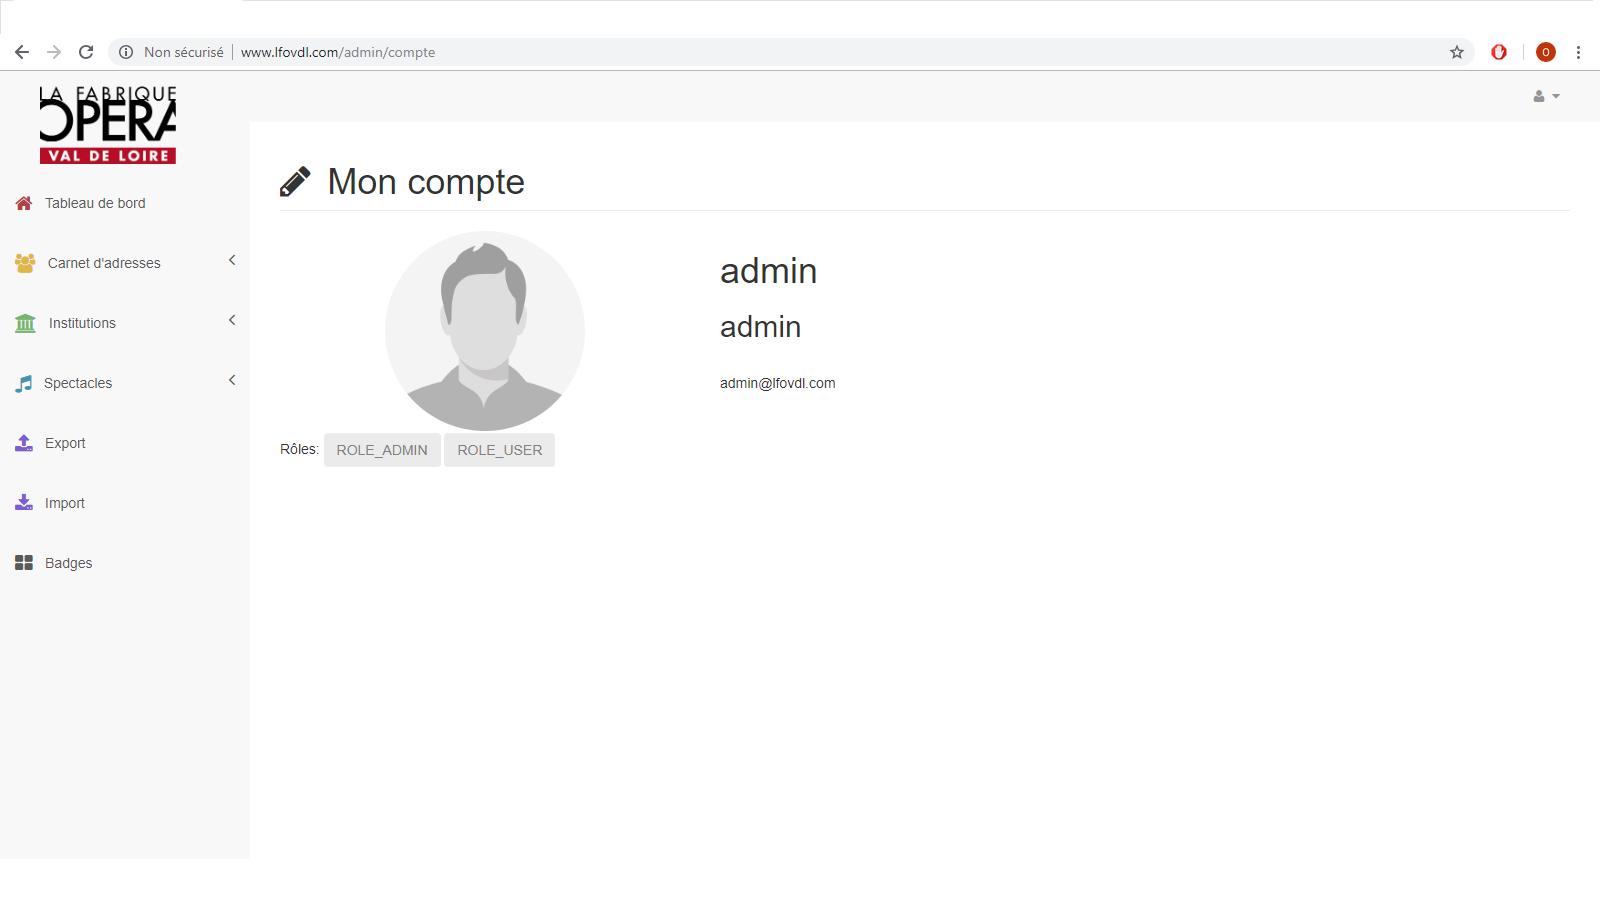 Non sécurisé
www.lfovdl.com/admin/compte
O
LA FABRIQUE
OPERA
VAL DE LOIRE
Tableau de bord
Carnet d'adresses
Institutions
Spectacles
Export
Import
Badges
Mon compte
admin
admin
admin@lfovdl.com
Rôles: ROLE_ADMIN ROLE_USER